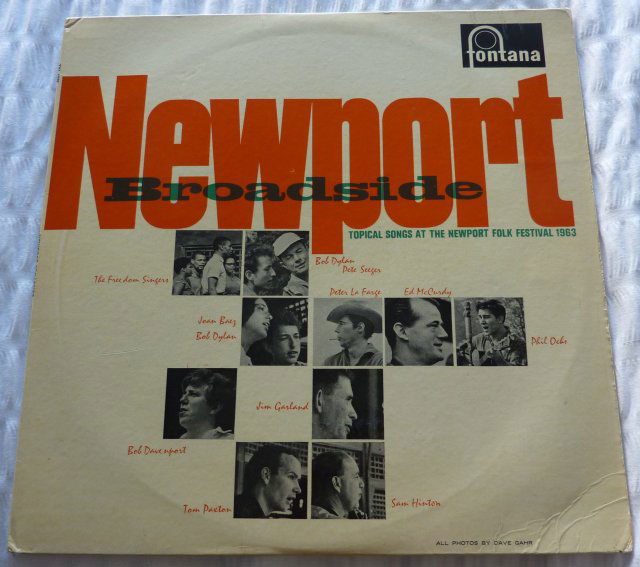 fontana
Newport
Broadside
TOPICAL SONGS AT THE NEWPORT FOLK FESTIVAL 1963
The Freedom Singers
Bob Dylan
Pete Seeger
Peter La Farge
Ed McCurdy
Joan Baez
Bob Dylan
Phil Ochs
Jim Garland
Bob Davenport
Tom Paxton
Sam Hinton
ALL PHOTOS BY DAVE GAHR